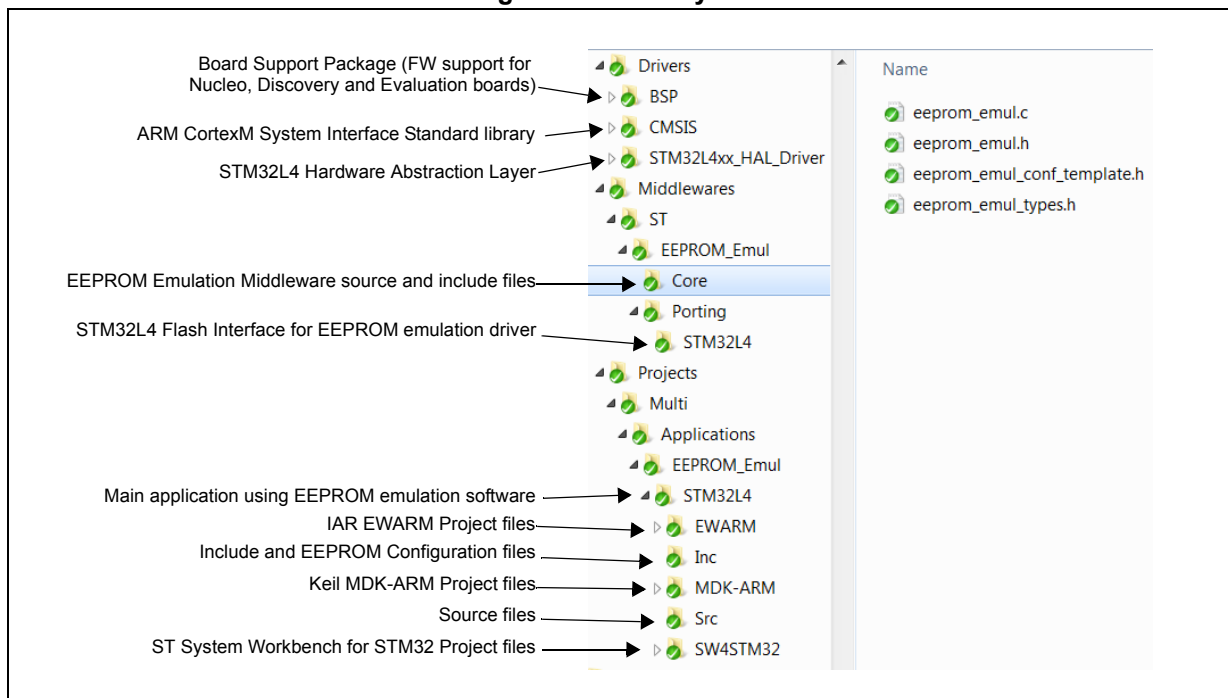 Board Support Package (FW support for
Nucleo, Discovery and Evaluation boards)
ARM CortexM System Interface Standard library
STM32L4 Hardware Abstraction Layer
EEPROM Emulation Middleware source and include files
STM32L4 Flash Interface for EEPROM emulation driver
Main application using EEPROM emulation software
IAR EWARM Project files
Include and EEPROM Configuration files
Keil MDK-ARM Project files
Source files
ST System Workbench for STM32 Project files
Drivers
BSP
CMSIS
STM32L4xx_HAL_Driver
Middlewares
ST
EEPROM_Emul
Core
Porting
STM32L4
Projects
Multi
Applications
EEPROM_Emul
STM32L4
EWARM
Inc
MDK-ARM
Src
SW4STM32
Name
eeprom_emul.c
eeprom_emul.h
eeprom_emul_conf_template.h
eeprom_emul_types.h